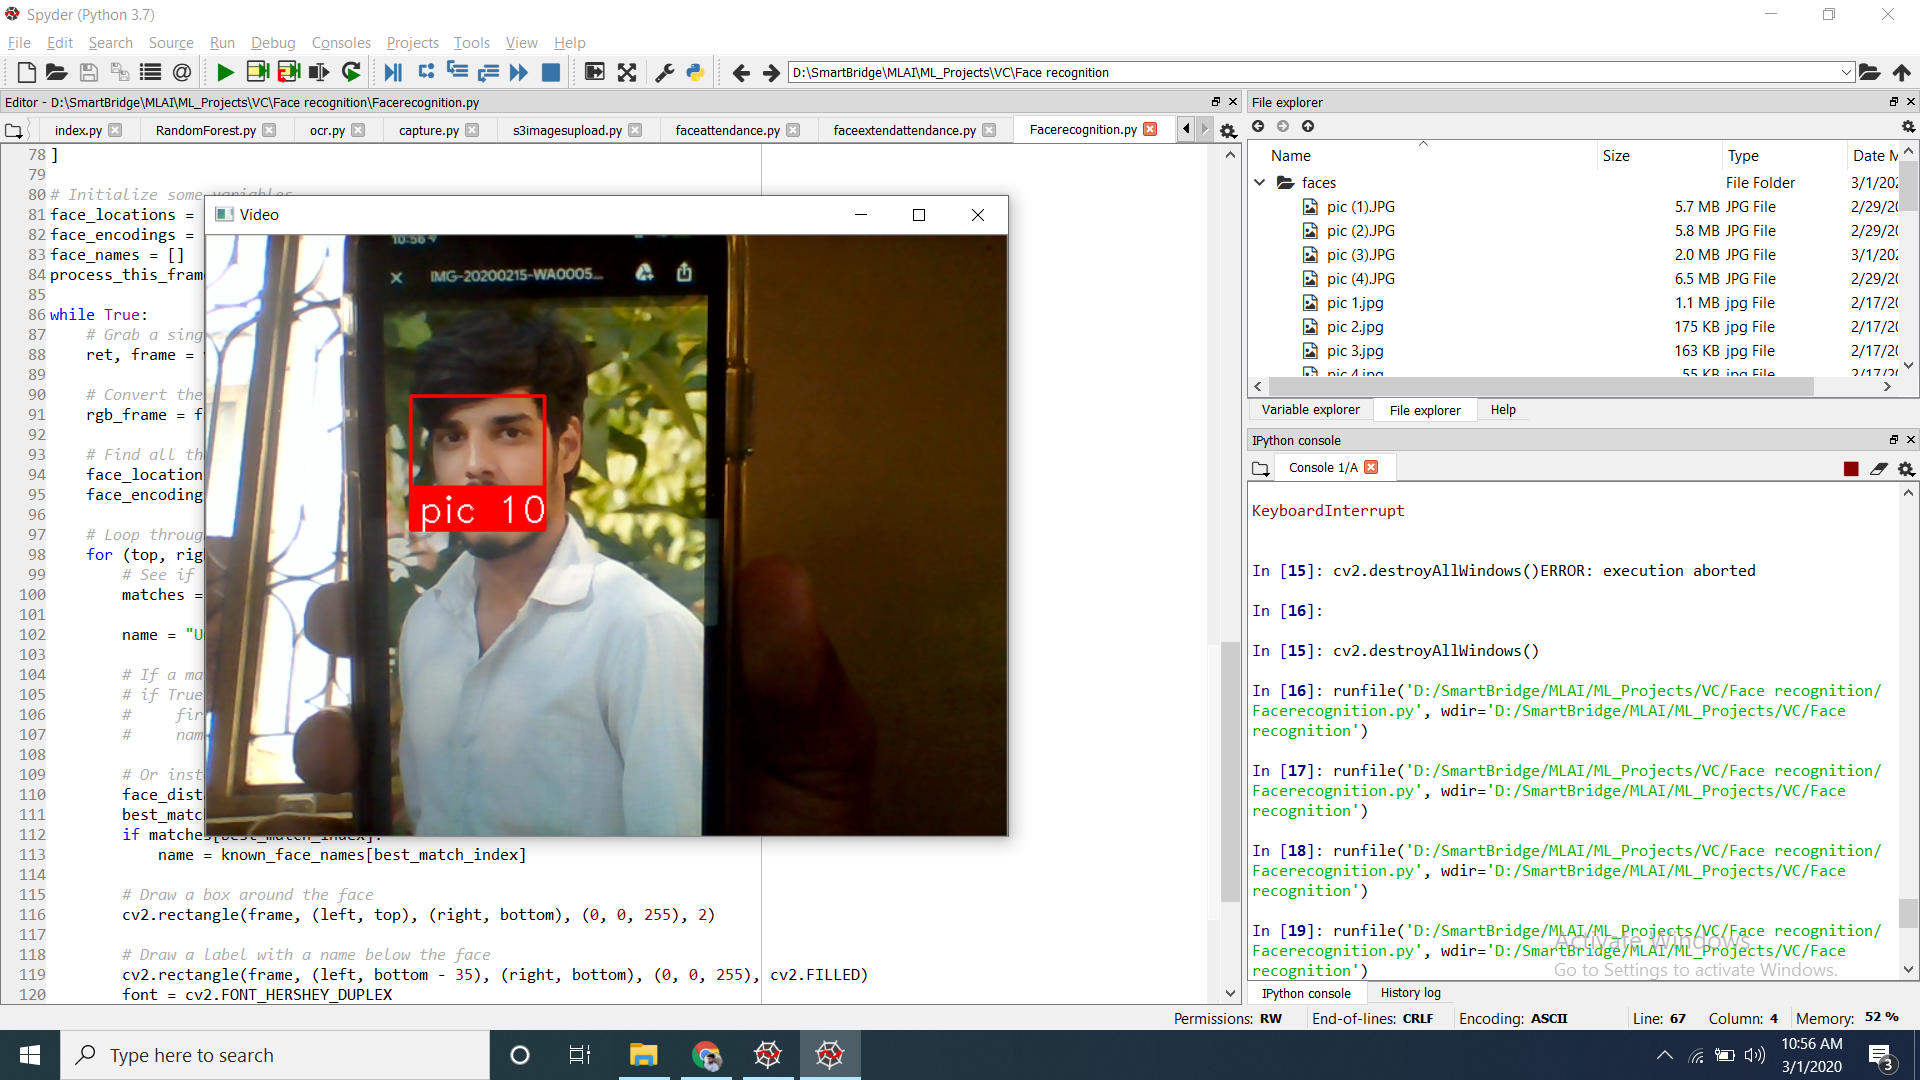 Spyder (Python 3.7)
File Edit Search Source Run Debug Consoles Projects Tools View Help
D:\SmartBridge\MLAI\ML_Projects\VC\Face recognition
Editor - D:\SmartBridge\MLAI\ML_Projects\VC\Face recognition\Facerecognition.py
index.py RandomForest.py ocr.py capture.py s3imagesupload.py faceattendance.py faceextendattendance.py Facerecognition.py
78 ]
79
80 # Initialize some variables
81 face_locations =
82 face_encodings =
83 face_names = []
84 process_this_fram
85
86 while True:
87 # Grab a sing
88 ret, frame =
89
90 # Convert the
91 rgb_frame = f
92
93 # Find all th
94 face_location
95 face_encoding
96
97 # Loop throug
98 for (top, rig
99 # See if
100 matches =
101
102 name = "U
103
104 # If a ma
105 # if True
106 # fir
107 # nam
108
109 # Or inst
110 face_dist
111 best_matc
112 if matches[best_match_index]:
113 name = known_face_names[best_match_index]
114
115 # Draw a box around the face
116 cv2.rectangle(frame, (left, top), (right, bottom), (0, 0, 255), 2)
117
118 # Draw a label with a name below the face
119 cv2.rectangle(frame, (left, bottom - 35), (right, bottom), (0, 0, 255), cv2.FILLED)
120 font = cv2.FONT_HERSHEY_DUPLEX
Video
10:56
IMG-20200215-WA0005...
pic 10
File explorer
Name Size Type Date M
faces File Folder 3/1/202
pic (1).JPG 5.7 MB JPG File 2/29/20
pic (2).JPG 5.8 MB JPG File 2/29/20
pic (3).JPG 2.0 MB JPG File 3/1/202
pic (4).JPG 6.5 MB JPG File 2/29/20
pic 1.jpg 1.1 MB jpg File 2/17/20
pic 2.jpg 175 KB jpg File 2/17/20
pic 3.jpg 163 KB jpg File 2/17/20
pic 4.jpg 55 KB jpg File 2/17/20
Variable explorer File explorer Help
IPython console
Console 1/A
KeyboardInterrupt
In [15]: cv2.destroyAllWindows()ERROR: execution aborted
In [16]:
In [15]: cv2.destroyAllWindows()
In [16]: runfile('D:/SmartBridge/MLAI/ML_Projects/VC/Face recognition/
Facerecognition.py', wdir='D:/SmartBridge/MLAI/ML_Projects/VC/Face
recognition')
In [17]: runfile('D:/SmartBridge/MLAI/ML_Projects/VC/Face recognition/
Facerecognition.py', wdir='D:/SmartBridge/MLAI/ML_Projects/VC/Face
recognition')
In [18]: runfile('D:/SmartBridge/MLAI/ML_Projects/VC/Face recognition/
Facerecognition.py', wdir='D:/SmartBridge/MLAI/ML_Projects/VC/Face
recognition')
In [19]: runfile('D:/SmartBridge/MLAI/ML_Projects/VC/Face recognition/
Facerecognition.py', wdir='D:/SmartBridge/MLAI/ML_Projects/VC/Face
recognition')
Activate Windows
Go to Settings to activate Windows.
IPython console History log
Permissions: RW End-of-lines: CRLF Encoding: ASCII Line: 67 Column: 4 Memory: 52 %
Type here to search
10:56 AM
3/1/2020
3